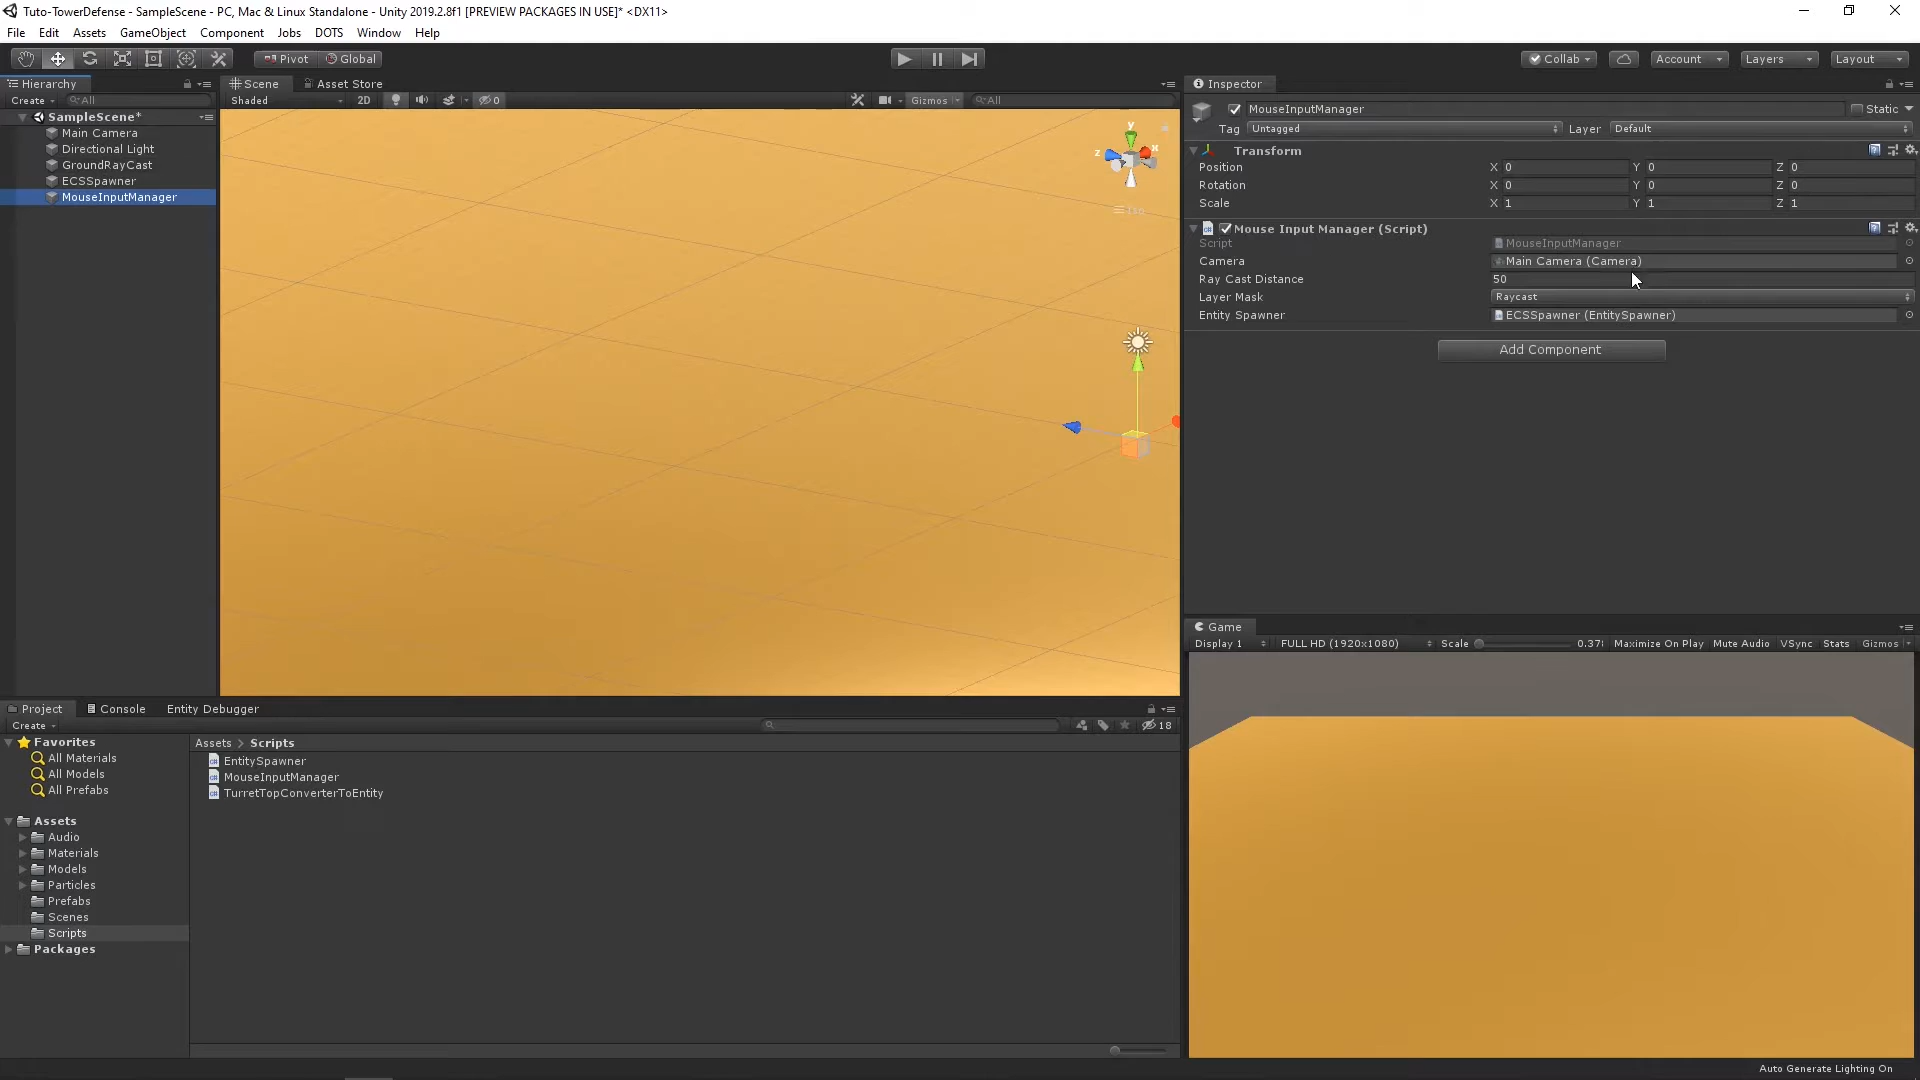 Tuto-TowerDefense - SampleScene - PC, Mac & Linux Standalone - Unity 2019.2.8f1 [PREVIEW PACKAGES IN USE]* <DX11>
File Edit Assets GameObject Component Jobs DOTS Window Help
Pivot Global Collab Account Layers Layout
Hierarchy
Create All
SampleScene*
Main Camera
Directional Light
GroundRayCast
ECSSpawner
MouseInputManager
Scene Asset Store
Shaded 2D 0 Gizmos All
y
z x
Iso
Inspector
MouseInputManager Static
Tag Untagged Layer Default
Transform
Position X 0 Y 0 Z 0
Rotation X 0 Y 0 Z 0
Scale X 1 Y 1 Z 1
Mouse Input Manager (Script)
Script MouseInputManager
Camera Main Camera (Camera)
Ray Cast Distance 50
Layer Mask Raycast
Entity Spawner ECSSpawner (EntitySpawner)
Add Component
Game
Display 1 FULL HD (1920x1080) Scale 0.37 Maximize On Play Mute Audio VSync Stats Gizmos
Project Console Entity Debugger
Create 18
Favorites
All Materials
All Models
All Prefabs
Assets
Audio
Materials
Models
Particles
Prefabs
Scenes
Scripts
Packages
Assets > Scripts
EntitySpawner
MouseInputManager
TurretTopConverterToEntity
Auto Generate Lighting On